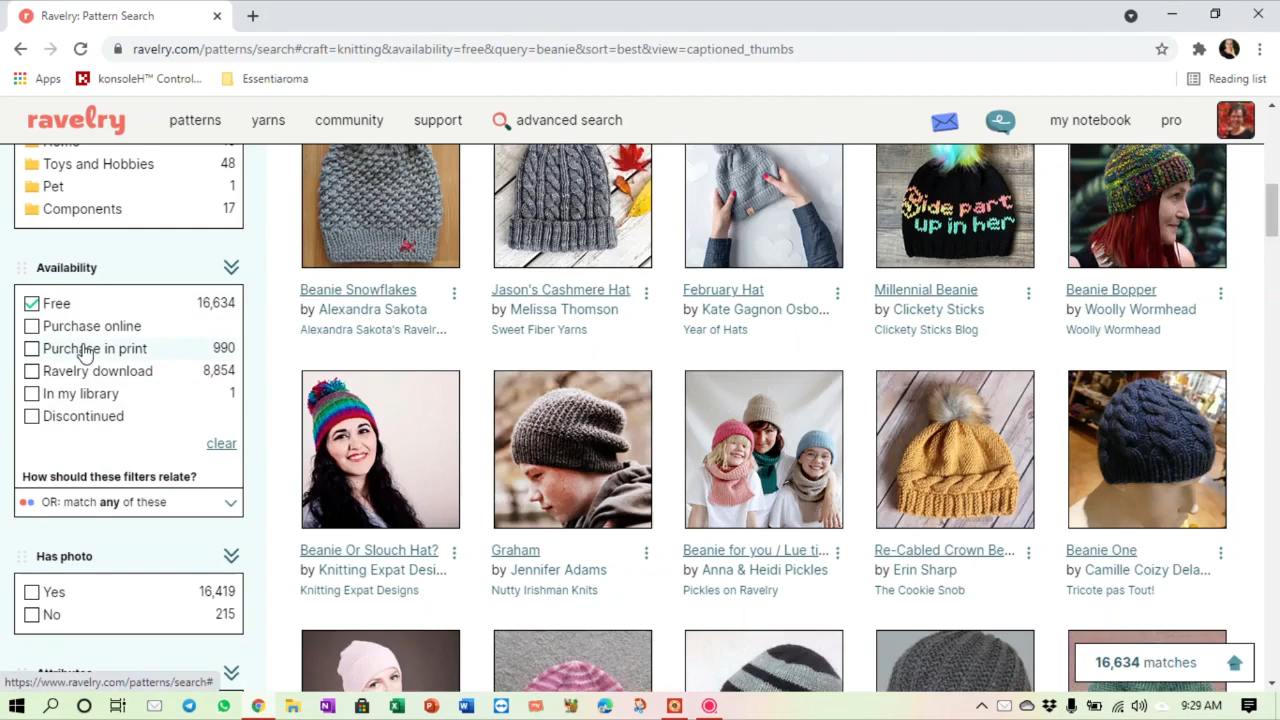 Ravelry: Pattern Search
ravelry.com/patterns/search#craft=knitting&availability=free&query=beanie&sort=best&view=captioned_thumbs
Apps
konsoleH™ Control...
Essentiaroma
Reading list
ravelry
patterns
yarns
community
support
advanced search
my notebook
pro
Toys and Hobbies 48
Pet 1
Components 17
Availability
Free 16,634
Purchase online
Purchase in print 990
Ravelry download 8,854
In my library 1
Discontinued
clear
How should these filters relate?
OR: match any of these
Has photo
Yes 16,419
No 215
https://www.ravelry.com/patterns/search#
Side part
up in her
Beanie Snowflakes
by Alexandra Sakota
Alexandra Sakota's Ravelr...
Jason's Cashmere Hat
by Melissa Thomson
Sweet Fiber Yarns
February Hat
by Kate Gagnon Osbo...
Year of Hats
Millennial Beanie
by Clickety Sticks
Clickety Sticks Blog
Beanie Bopper
by Woolly Wormhead
Woolly Wormhead
Beanie Or Slouch Hat?
by Knitting Expat Desi...
Knitting Expat Designs
Graham
by Jennifer Adams
Nutty Irishman Knits
Beanie for you / Lue ti...
by Anna & Heidi Pickles
Pickles on Ravelry
Re-Cabled Crown Be...
by Erin Sharp
The Cookie Snob
Beanie One
by Camille Coizy Dela...
Tricote pas Tout!
16,634 matches
9:29 AM